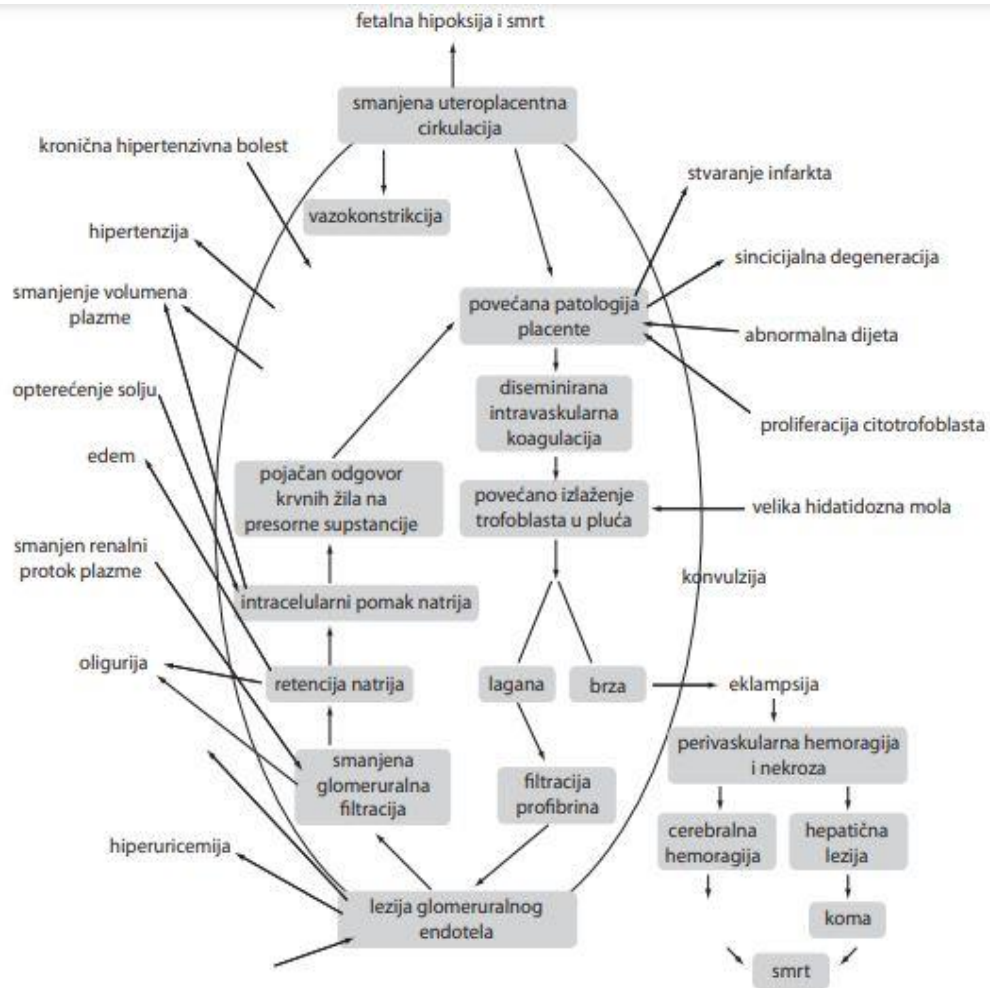 fetalna hipoksija i smrt
smanjena uteroplacentna
cirkulacija
kronična hipertenzivna bolest
stvaranje infarkta
vazokonstrikcija
hipertenzija
sincicijalna degeneracija
smanjenje volumena
plazme
povećana patologija
placente
abnormalna dijeta
opterećenje solju
diseminirana
intravaskularna
koagulacija
proliferacija citotrofoblasta
edem
pojačan odgovor
krvnih žila na
presorne supstancije
povećano izlaženje
trofoblasta u pluća
velika hidatidozna mola
smanjen renalni
protok plazme
konvulzija
intracelularni pomak natrija
oligurija
retencija natrija
lagana
brza
eklampsija
perivaskularna hemoragija
i nekroza
smanjena
glomeruralna
filtracija
filtracija
profibrina
cerebralna
hemoragija
hepatična
lezija
hiperuricemija
lezija glomeruralnog
endotela
koma
smrt